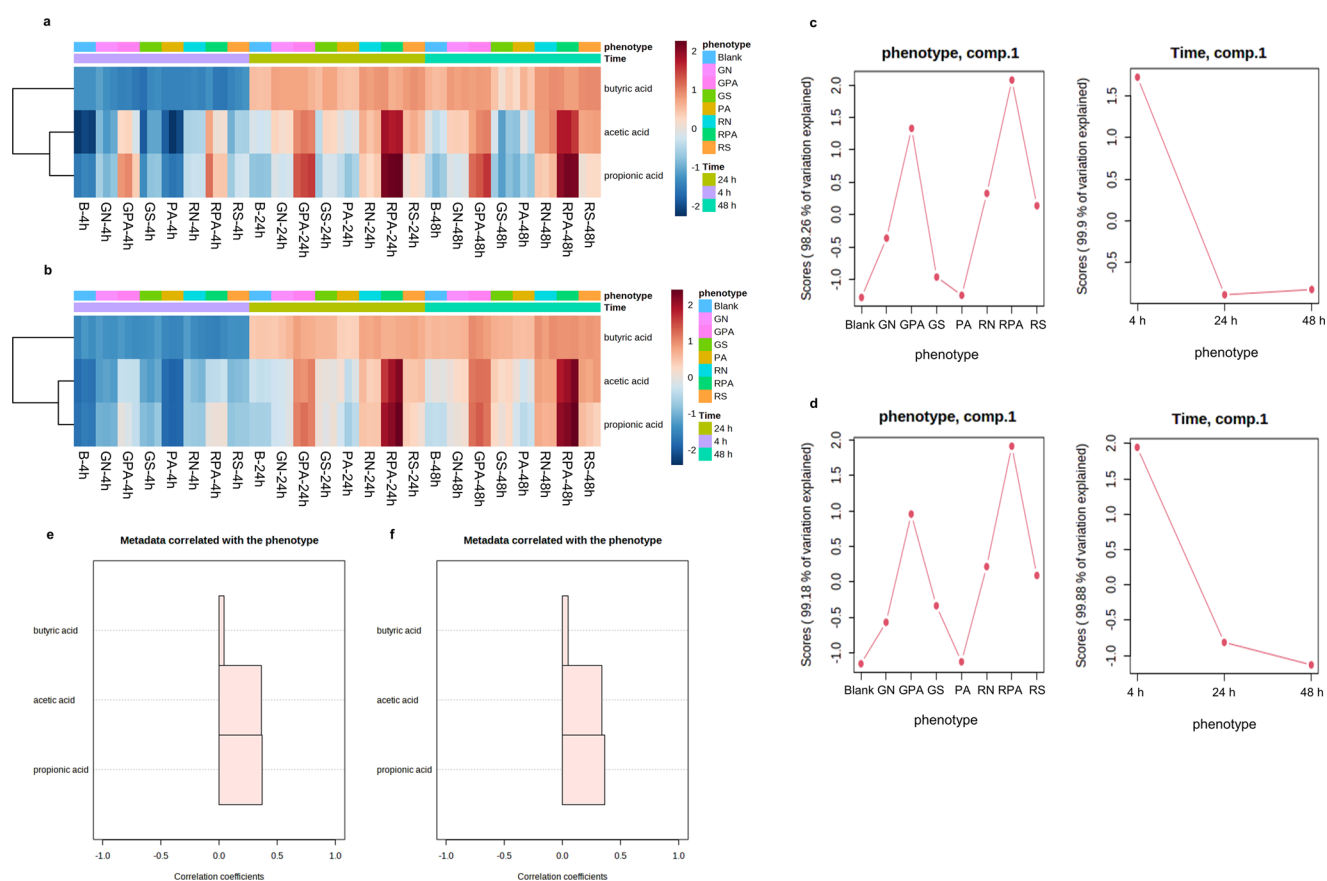 a
phenotype
Time
butyric acid
acetic acid
propionic acid
B-4h
GN-4h
GPA-4h
GS-4h
PA-4h
RN-4h
RPA-4h
RS-4h
B-24h
GN-24h
GPA-24h
GS-24h
PA-24h
RN-24h
RPA-24h
RS-24h
B-48h
GN-48h
GPA-48h
GS-48h
PA-48h
RN-48h
RPA-48h
RS-48h
2
1
0
-1
-2
phenotype
Blank
GN
GPA
GS
PA
RN
RPA
RS
Time
24 h
4 h
48 h
b
phenotype
Time
butyric acid
acetic acid
propionic acid
B-4h
GN-4h
GPA-4h
GS-4h
PA-4h
RN-4h
RPA-4h
RS-4h
B-24h
GN-24h
GPA-24h
GS-24h
PA-24h
RN-24h
RPA-24h
RS-24h
B-48h
GN-48h
GPA-48h
GS-48h
PA-48h
RN-48h
RPA-48h
RS-48h
2
1
0
-1
-2
phenotype
Blank
GN
GPA
GS
PA
RN
RPA
RS
Time
24 h
4 h
48 h
c
phenotype, comp.1
Scores ( 98.26 % of variation explained)
2.0
1.5
1.0
0.5
0.0
-0.5
-1.0
Blank GN GPA GS PA RN RPA RS
phenotype
Time, comp.1
Scores ( 99.9 % of variation explained)
1.5
1.0
0.5
0.0
-0.5
4 h 24 h 48 h
phenotype
d
phenotype, comp.1
Scores ( 99.18 % of variation explained)
2.0
1.5
1.0
0.5
0.0
-0.5
-1.0
Blank GN GPA GS PA RN RPA RS
phenotype
Time, comp.1
Scores ( 99.88 % of variation explained)
2.0
1.5
1.0
0.5
0.0
-0.5
-1.0
4 h 24 h 48 h
phenotype
e
Metadata correlated with the phenotype
butyric acid
acetic acid
propionic acid
-1.0 -0.5 0.0 0.5 1.0
Correlation coefficients
f
Metadata correlated with the phenotype
butyric acid
acetic acid
propionic acid
-1.0 -0.5 0.0 0.5 1.0
Correlation coefficients